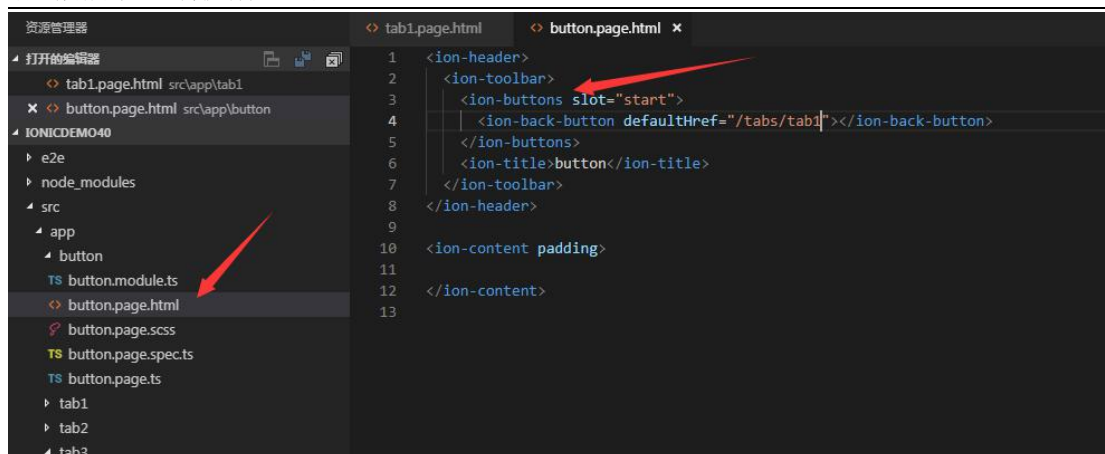 资源管理器
打开的编辑器
<> tab1.page.html src\app\tab1
× <> button.page.html src\app\button
IONICDEMO40
e2e
node_modules
src
app
button
TS button.module.ts
<> button.page.html
button.page.scss
TS button.page.spec.ts
TS button.page.ts
tab1
tab2
tab3
<> tab1.page.html <> button.page.html ×
1 <ion-header>
2 <ion-toolbar>
3 <ion-buttons slot="start">
4 <ion-back-button defaultHref="/tabs/tab1"></ion-back-button>
5 </ion-buttons>
6 <ion-title>button</ion-title>
7 </ion-toolbar>
8 </ion-header>
9
10 <ion-content padding>
11
12 </ion-content>
13